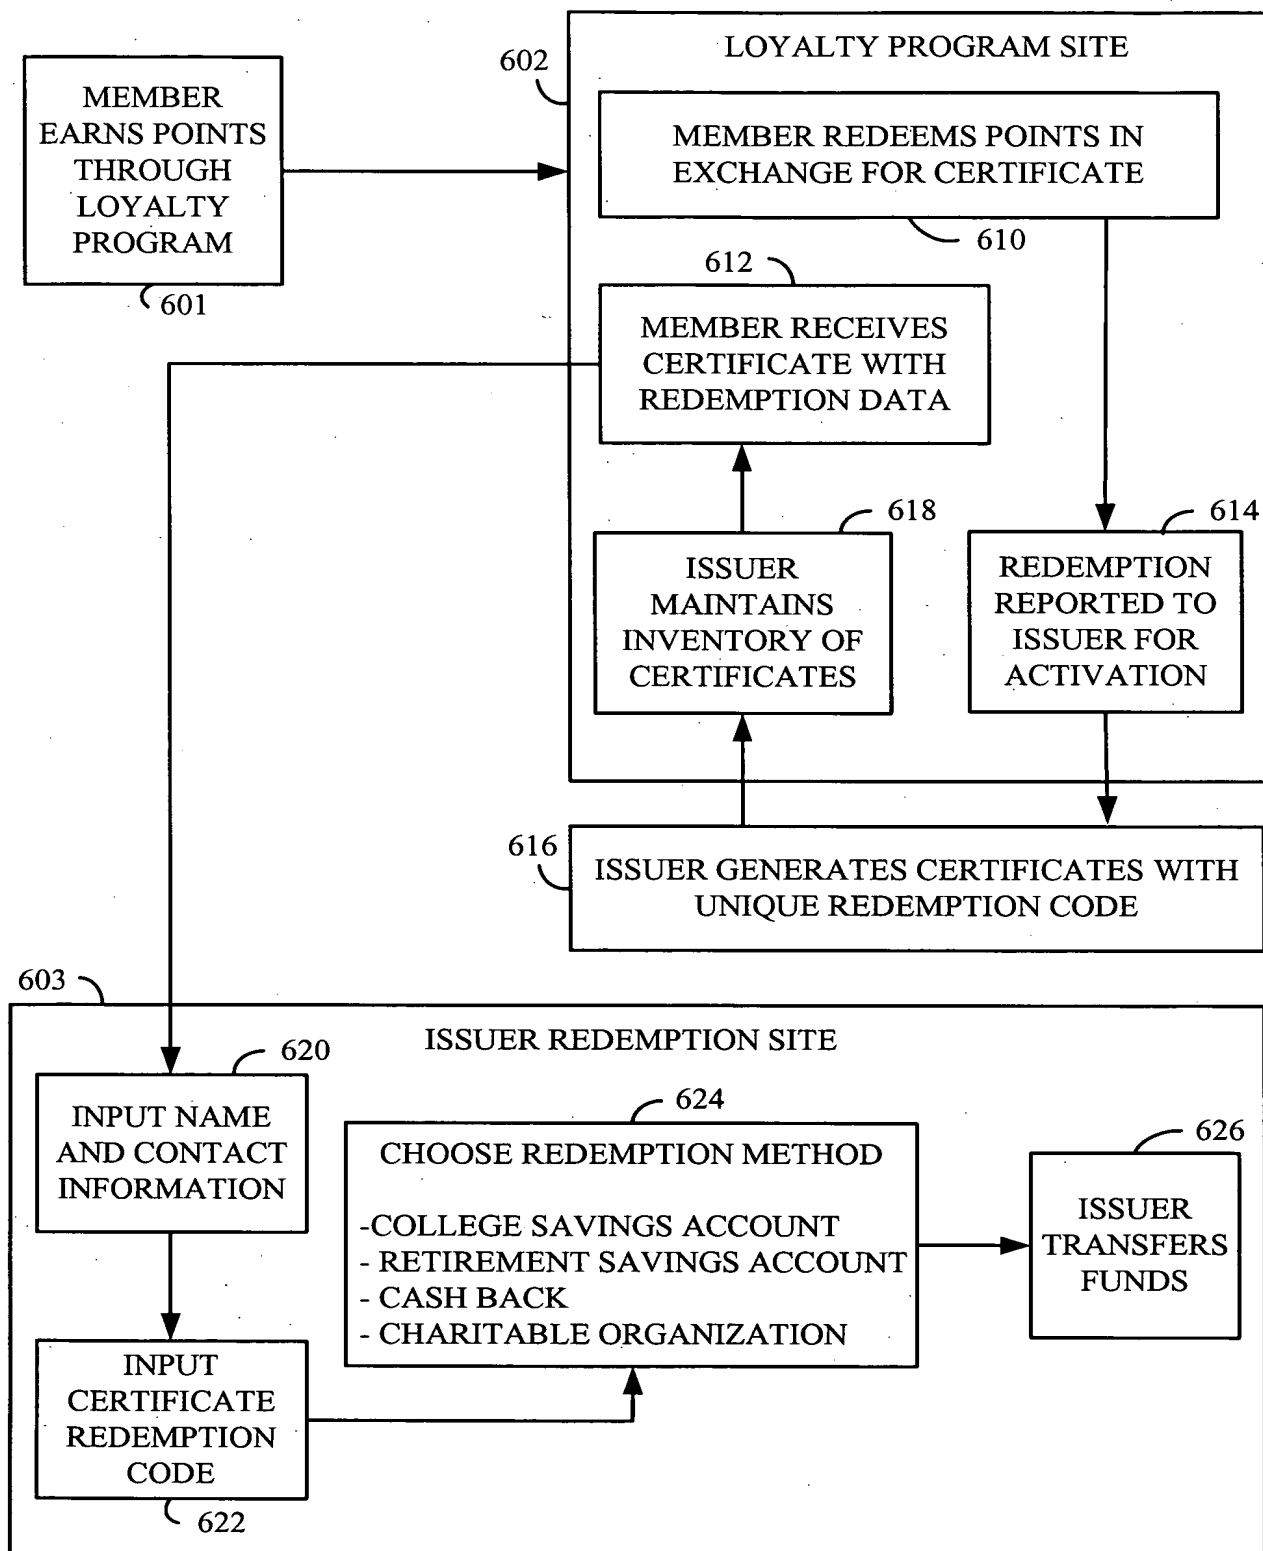 LOYALTY PROGRAM SITE
602
MEMBER
EARNS POINTS
THROUGH
LOYALTY
PROGRAM
601
MEMBER REDEEMS POINTS IN
EXCHANGE FOR CERTIFICATE
610
612
MEMBER RECEIVES
CERTIFICATE WITH
REDEMPTION DATA
618
ISSUER
MAINTAINS
INVENTORY OF
CERTIFICATES
614
REDEMPTION
REPORTED TO
ISSUER FOR
ACTIVATION
616
ISSUER GENERATES CERTIFICATES WITH
UNIQUE REDEMPTION CODE
603
ISSUER REDEMPTION SITE
620
INPUT NAME
AND CONTACT
INFORMATION
INPUT
CERTIFICATE
REDEMPTION
CODE
622
624
CHOOSE REDEMPTION METHOD
-COLLEGE SAVINGS ACCOUNT
- RETIREMENT SAVINGS ACCOUNT
- CASH BACK
- CHARITABLE ORGANIZATION
626
ISSUER
TRANSFERS
FUNDS